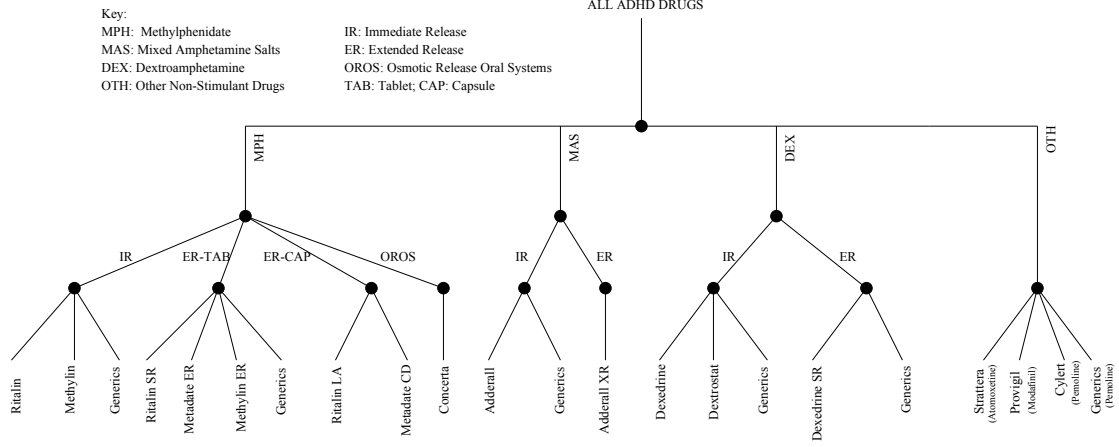 ALL ADHD DRUGS
Key:
MPH: Methylphenidate
IR: Immediate Release
MAS: Mixed Amphetamine Salts
ER: Extended Release
DEX: Dextroamphetamine
OROS: Osmotic Release Oral Systems
OTH: Other Non-Stimulant Drugs
TAB: Tablet; CAP: Capsule
MPH
MAS
DEX
OTH
IR
ER-TAB
ER-CAP
OROS
IR
ER
IR
ER
Ritalin
Methylin
Generics
Ritalin SR
Metadate ER
Methylin ER
Generics
Ritalin LA
Metadate CD
Concerta
Adderall
Generics
Adderall XR
Dexedrine
Dextrostat
Generics
Dexedrine SR
Generics
Strattera
(Atomoxetine)
Provigil
(Modafinil)
Cylert
(Pemoline)
Generics
(Pemoline)